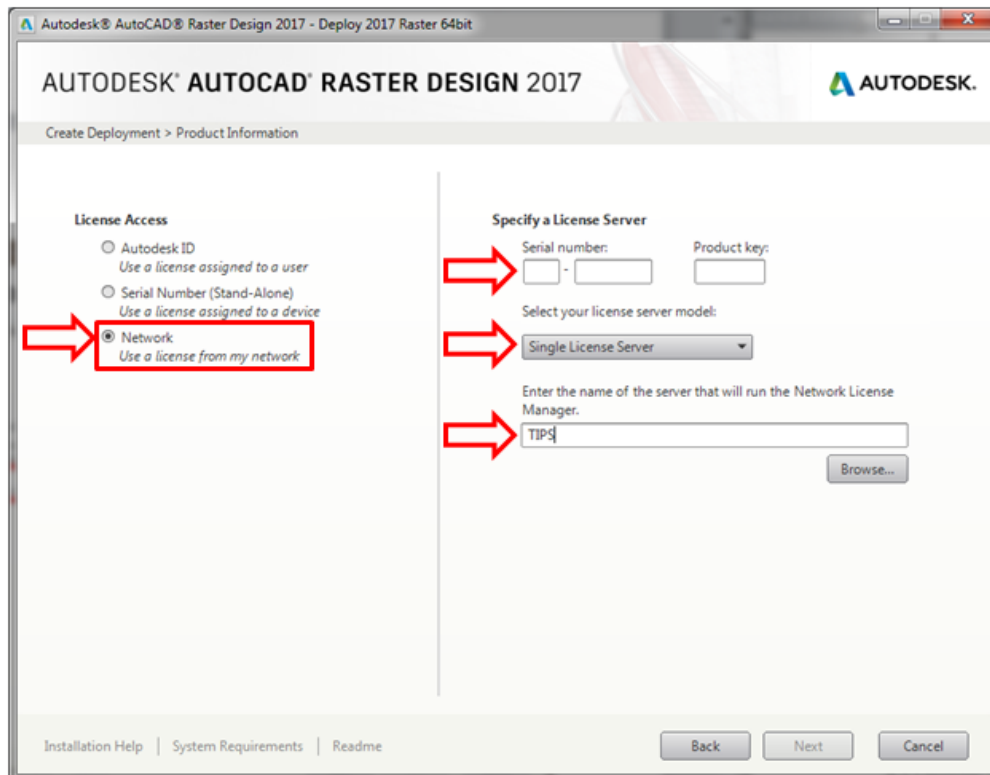 Autodesk® AutoCAD® Raster Design 2017 - Deploy 2017 Raster 64bit
AUTODESK® AUTOCAD® RASTER DESIGN 2017
AUTODESK.
Create Deployment > Product Information
License Access
Autodesk ID
Use a license assigned to a user
Serial Number (Stand-Alone)
Use a license assigned to a device
Network
Use a license from my network
Specify a License Server
Serial number:
Product key:
-
Select your license server model:
Single License Server
Enter the name of the server that will run the Network License
Manager.
TIPS
Browse...
Installation Help | System Requirements | Readme
Back
Next
Cancel